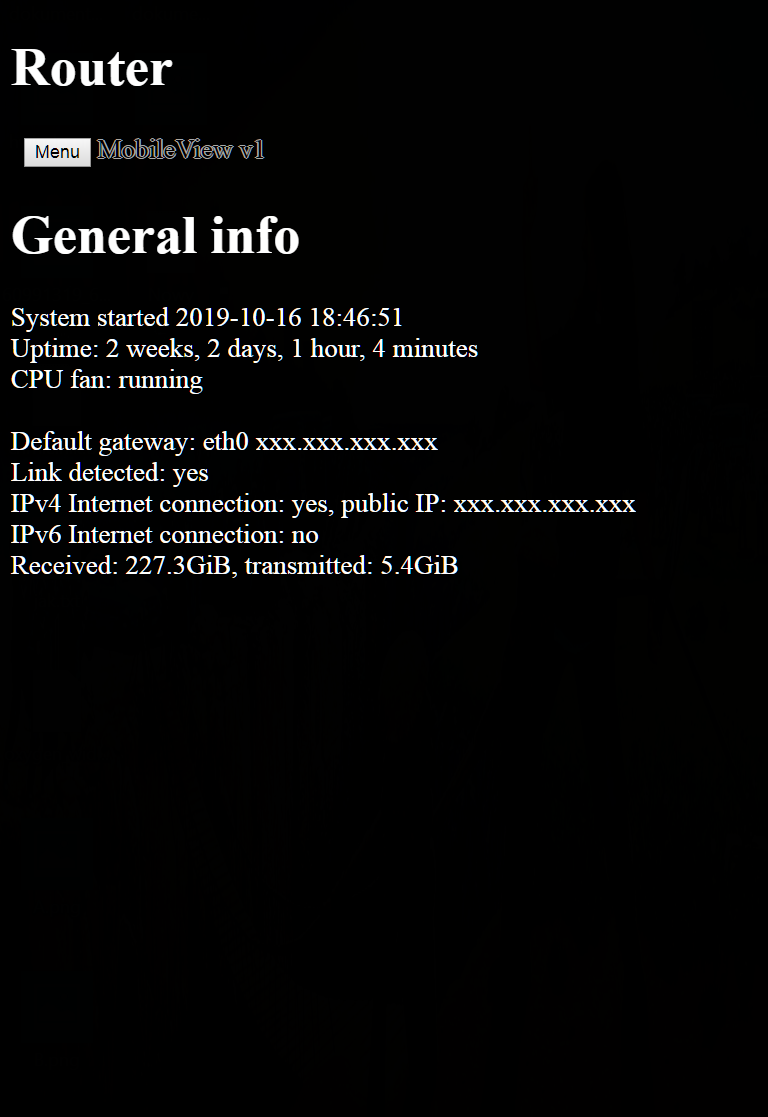 Router
Menu MobileView v1
General info
System started 2019-10-16 18:46:51
Uptime: 2 weeks, 2 days, 1 hour, 4 minutes
CPU fan: running
Default gateway: eth0 xxx.xxx.xxx.xxx
Link detected: yes
IPv4 Internet connection: yes, public IP: xxx.xxx.xxx.xxx
IPv6 Internet connection: no
Received: 227.3GiB, transmitted: 5.4GiB